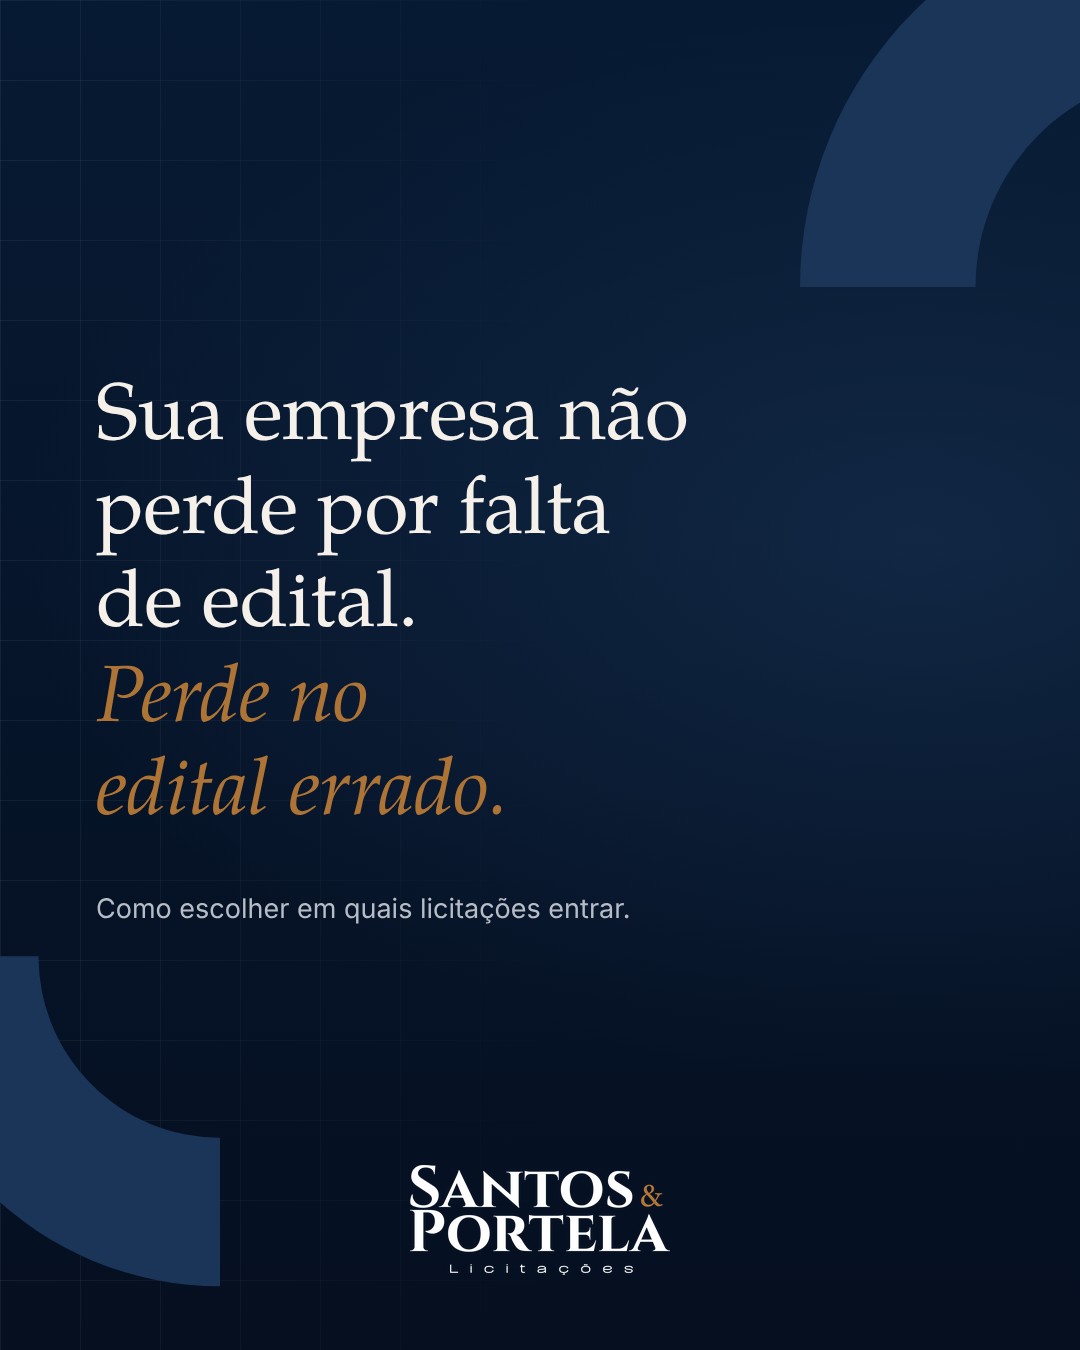 Sua empresa não
perde por falta
de edital.
Perde no
edital errado.
Como escolher em quais licitações entrar.
SANTOS &
PORTELA
Licitações